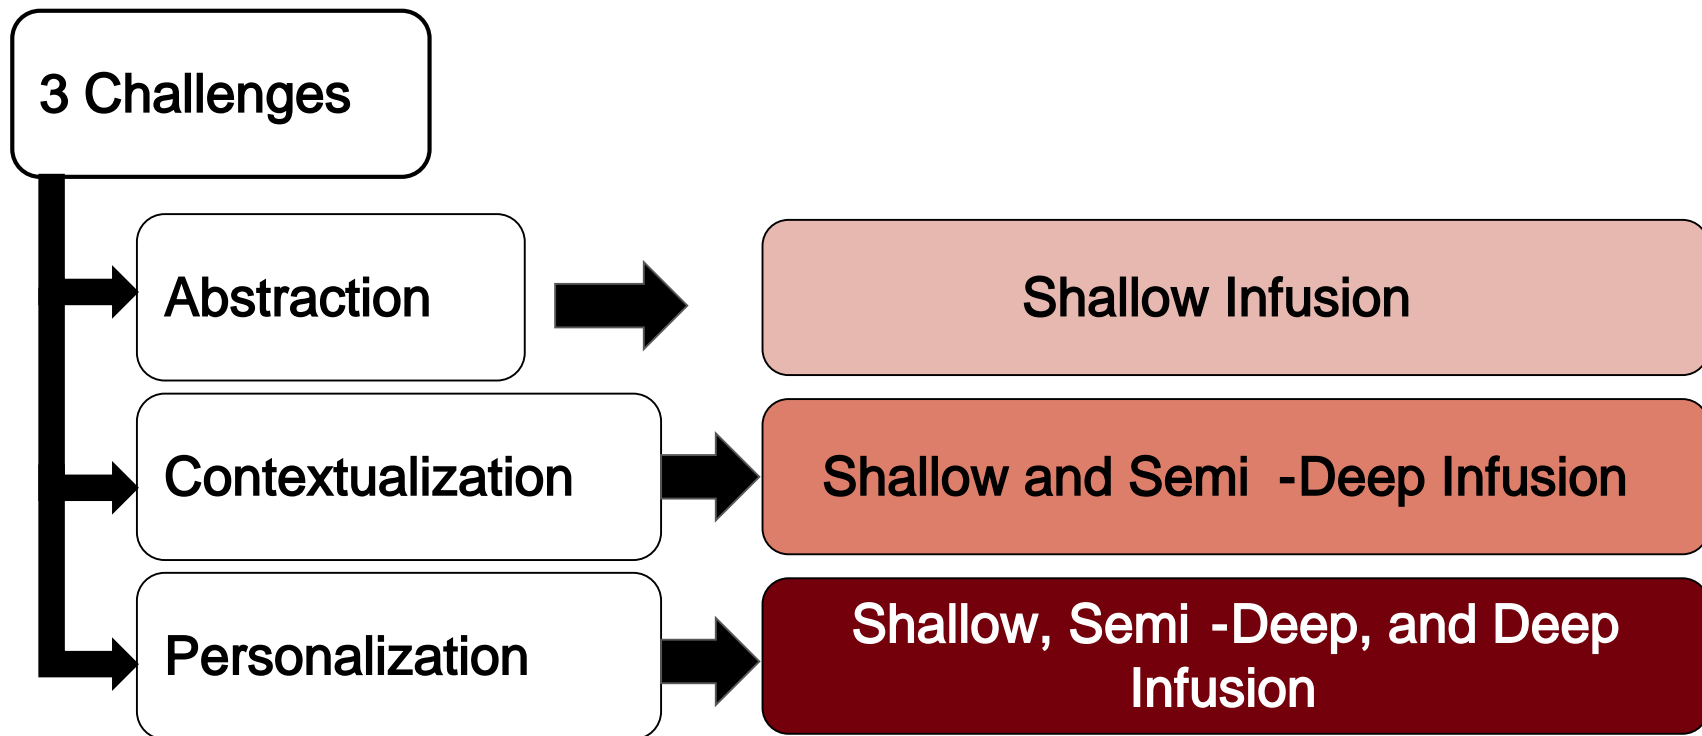 3 Challenges
Abstraction
Shallow Infusion
Contextualization
Shallow and Semi -Deep Infusion
Personalization
Shallow, Semi -Deep, and Deep
Infusion